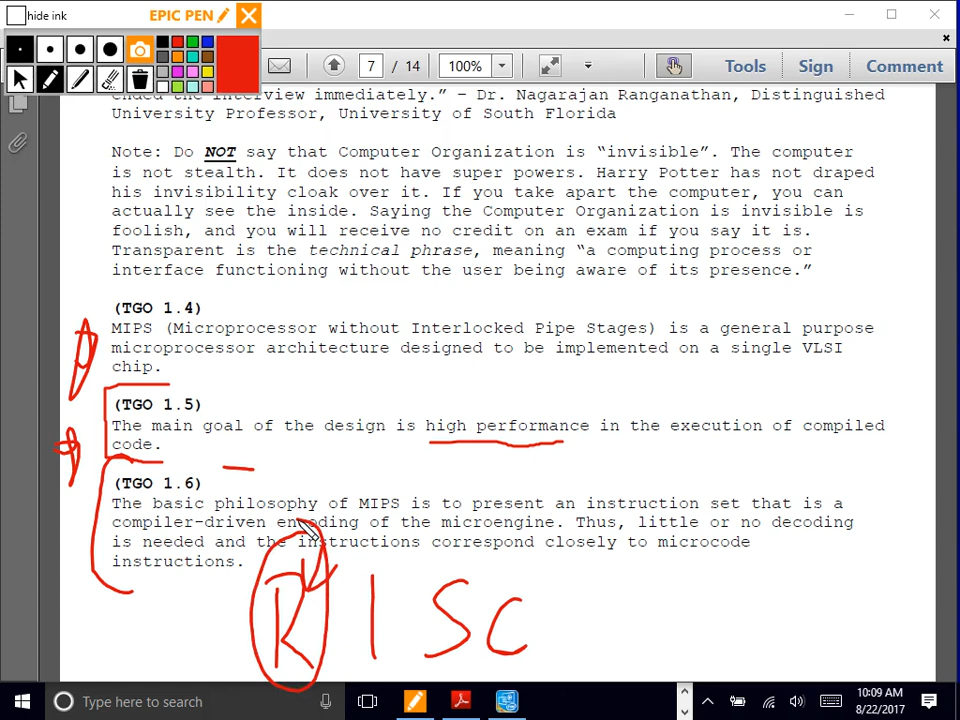 hide ink
EPIC PEN
7 / 14
100%
Tools
Sign
Comment
ended the interview immediately.” – Dr. Nagarajan Ranganathan, Distinguished
University Professor, University of South Florida
Note: Do NOT say that Computer Organization is “invisible”. The computer
is not stealth. It does not have super powers. Harry Potter has not draped
his invisibility cloak over it. If you take apart the computer, you can
actually see the inside. Saying the Computer Organization is invisible is
foolish, and you will receive no credit on an exam if you say it is.
Transparent is the technical phrase, meaning “a computing process or
interface functioning without the user being aware of its presence.”
(TGO 1.4)
MIPS (Microprocessor without Interlocked Pipe Stages) is a general purpose
microprocessor architecture designed to be implemented on a single VLSI
chip.
(TGO 1.5)
The main goal of the design is high performance in the execution of compiled
code.
(TGO 1.6)
The basic philosophy of MIPS is to present an instruction set that is a
compiler-driven encoding of the microengine. Thus, little or no decoding
is needed and the instructions correspond closely to microcode
instructions.
RISC
Type here to search
10:09 AM
8/22/2017